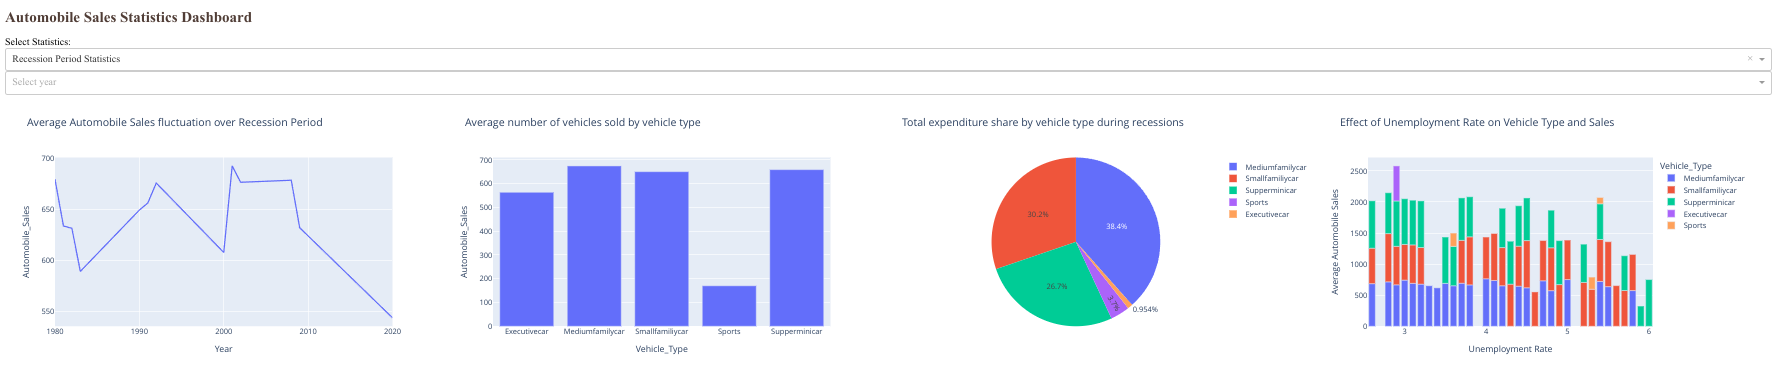 Automobile Sales Statistics Dashboard
Select Statistics:
Recession Period Statistics
×
Select year
Average Automobile Sales fluctuation over Recession Period
700
650
600
550
Automobile_Sales
1980 1990 2000 2010 2020
Year
Average number of vehicles sold by vehicle type
700
600
500
400
300
200
100
0
Automobile_Sales
Executivecar Mediumfamilycar Smallfamiliycar Sports Supperminicar
Vehicle_Type
Total expenditure share by vehicle type during recessions
30.2%
38.4%
26.7%
3.7%
0.954%
Mediumfamilycar
Smallfamiliycar
Supperminicar
Sports
Executivecar
Effect of Unemployment Rate on Vehicle Type and Sales
2500
2000
1500
1000
500
0
Average Automobile Sales
3 4 5 6
Unemployment Rate
Vehicle_Type
Mediumfamilycar
Smallfamiliycar
Supperminicar
Executivecar
Sports